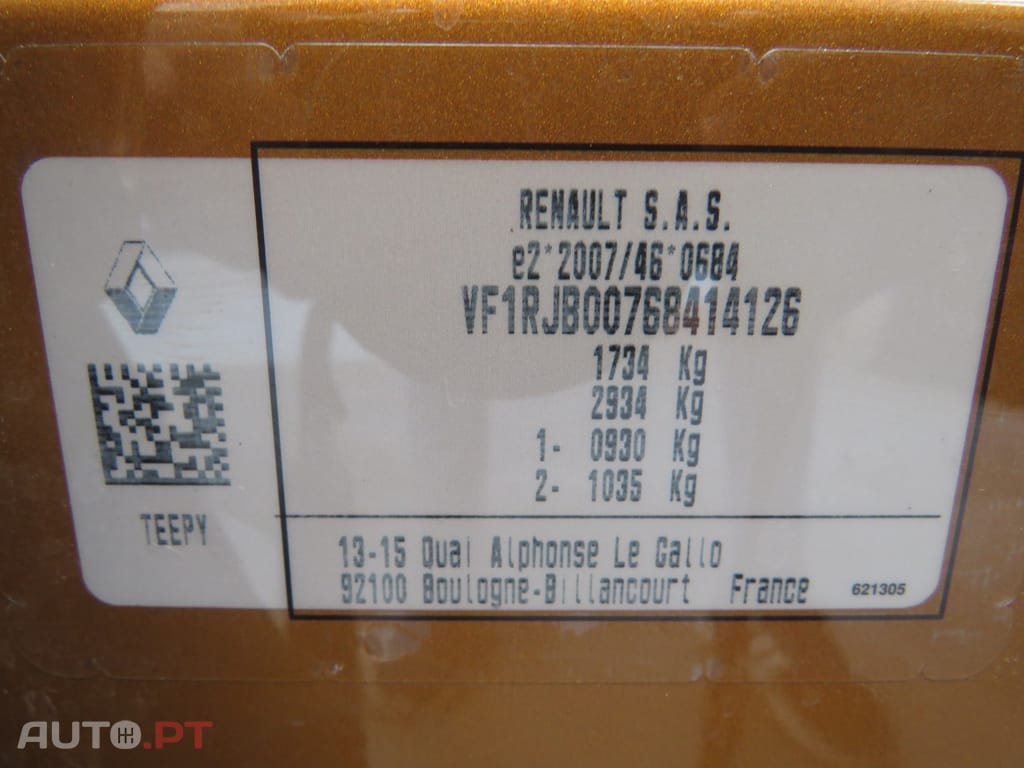 RENAULT S.A.S.
e2*2007/46*0684
VF1RJB00768414126
1734 Kg
2934 Kg
1- 0930 Kg
2- 1035 Kg
TEEPY
13-15 Quai Alphonse Le Gallo
92100 Boulogne-Billancourt France
621305
AUTO.PT